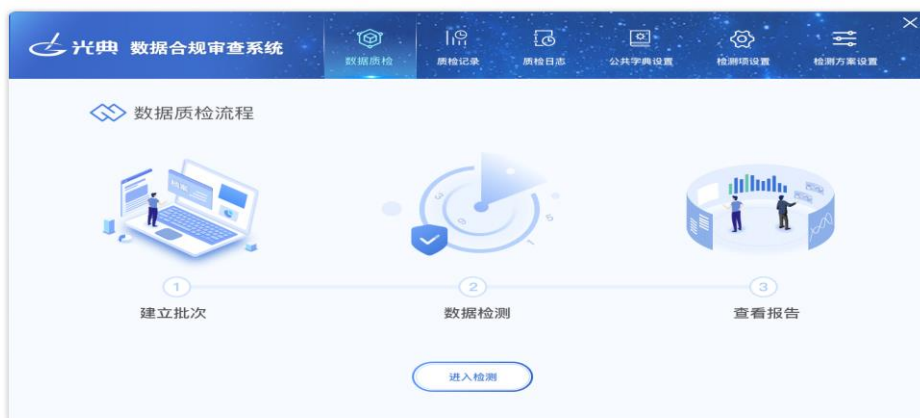 光典 数据合规审查系统
数据质检 质检记录 质检日志 公共字典设置 检测项设置 检测方案设置
数据质检流程
档案
1 2 3
建立批次 数据检测 查看报告
进入检测